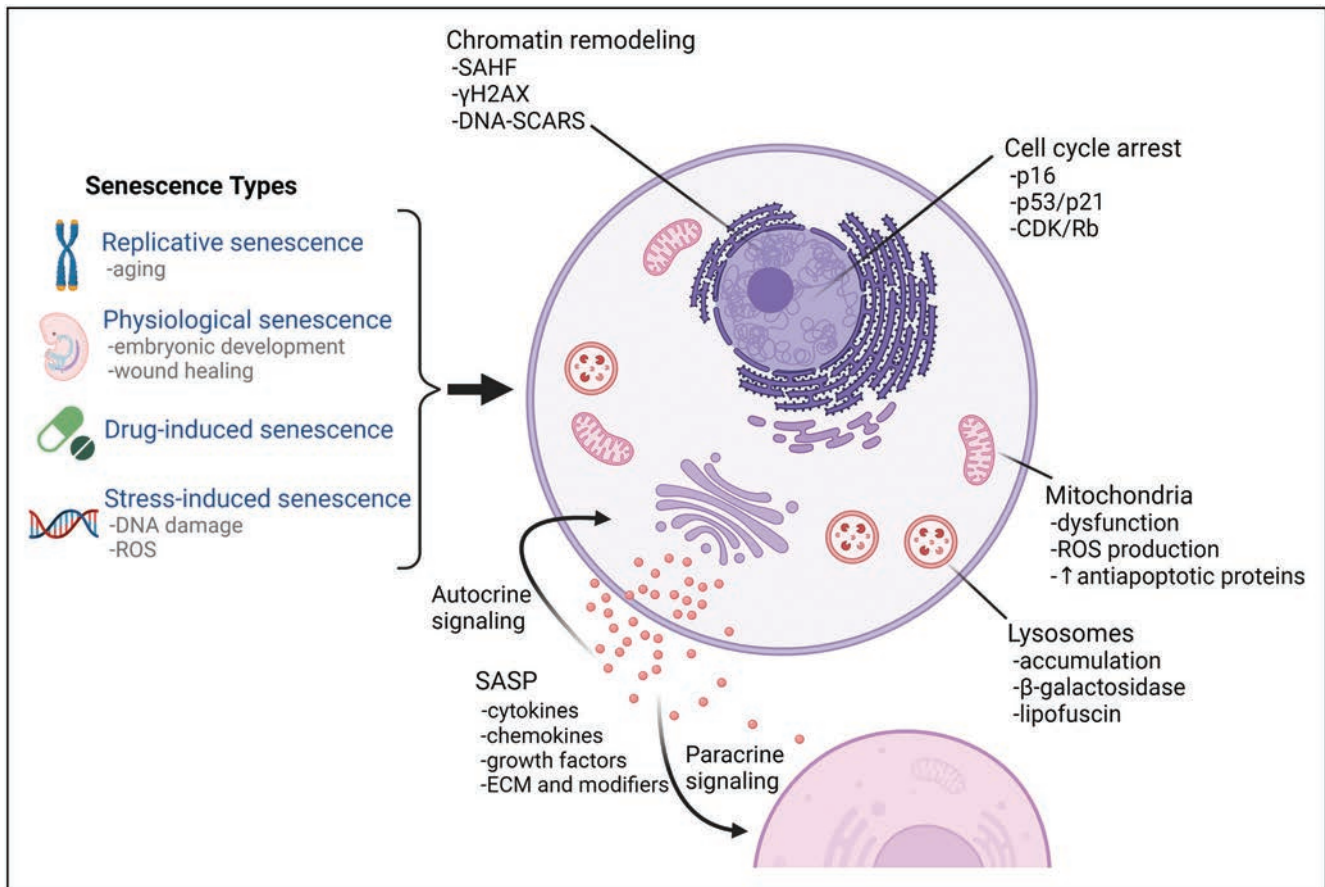 Chromatin remodeling
-SAHF
-γH2AX
-DNA-SCARS
Cell cycle arrest
-p16
-p53/p21
-CDK/Rb
Senescence Types
Replicative senescence
-aging
Physiological senescence
-embryonic development
-wound healing
Drug-induced senescence
Stress-induced senescence
-DNA damage
-ROS
Mitochondria
-dysfunction
-ROS production
-↑antiapoptotic proteins
Lysosomes
-accumulation
-β-galactosidase
-lipofuscin
Autocrine
signaling
SASP
-cytokines
-chemokines
-growth factors
-ECM and modifiers
Paracrine
signaling